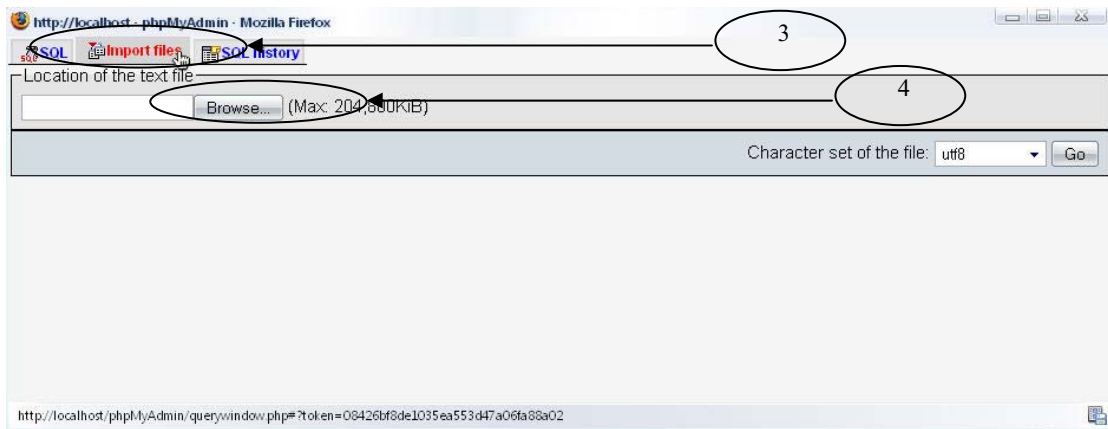 http://localhost - phpMyAdmin - Mozilla Firefox
3
SQL Import files SQL history
Location of the text file
4
Browse... (Max: 204,800KiB)
Character set of the file: utf8 Go
http://localhost/phpMyAdmin/querywindow.php#?token=08426bf8de1035ea553d47a06fa88a02